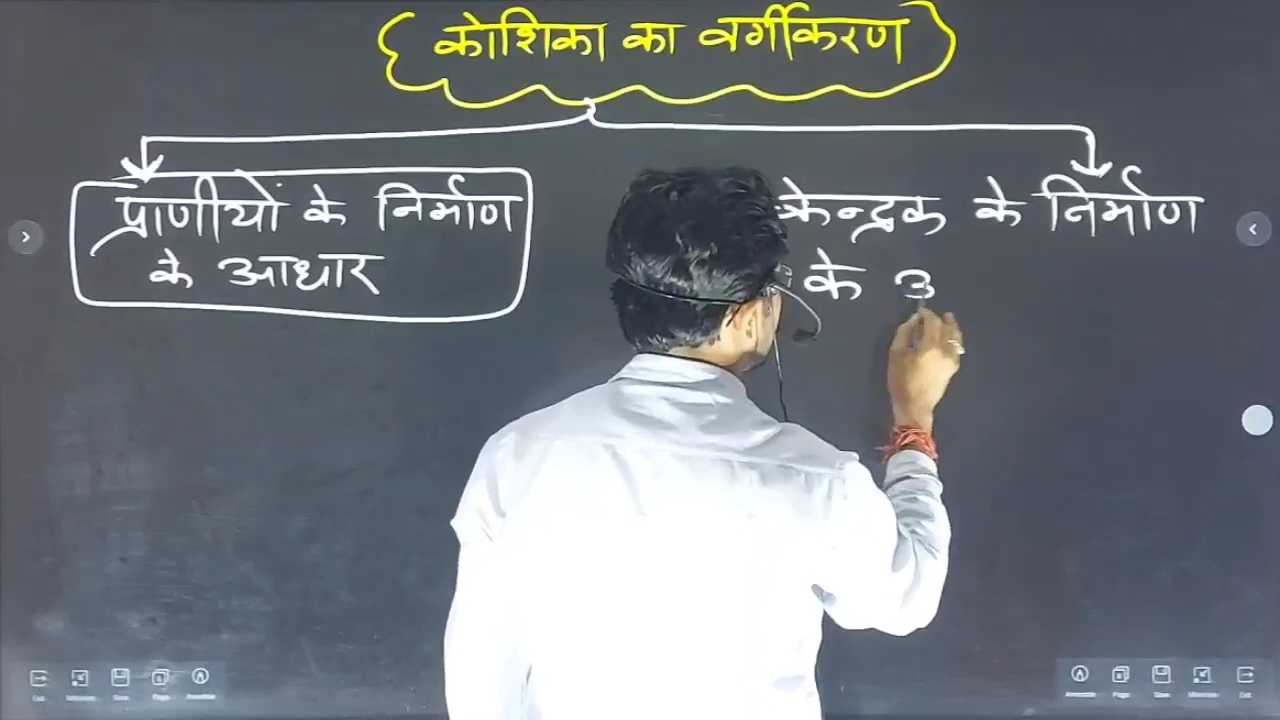 कोशिका का वर्गीकरण
प्राणीयों के निर्माण
के आधार
केन्द्रक के निर्माण
के